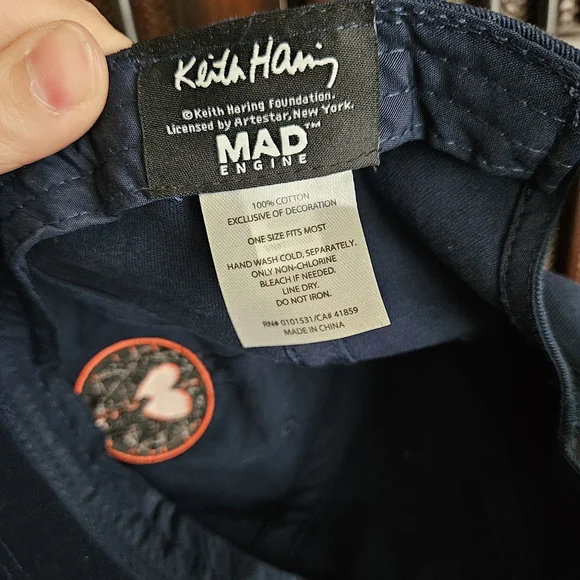 Keith Haring
©Keith Haring Foundation.
Licensed by Artestar, New York.
MAD™
ENGINE
100% COTTON
EXCLUSIVE OF DECORATION
ONE SIZE FITS MOST
HAND WASH COLD, SEPARATELY.
ONLY NON-CHLORINE
BLEACH IF NEEDED.
LINE DRY.
DO NOT IRON.
RN# 0101531/CA# 41859
MADE IN CHINA